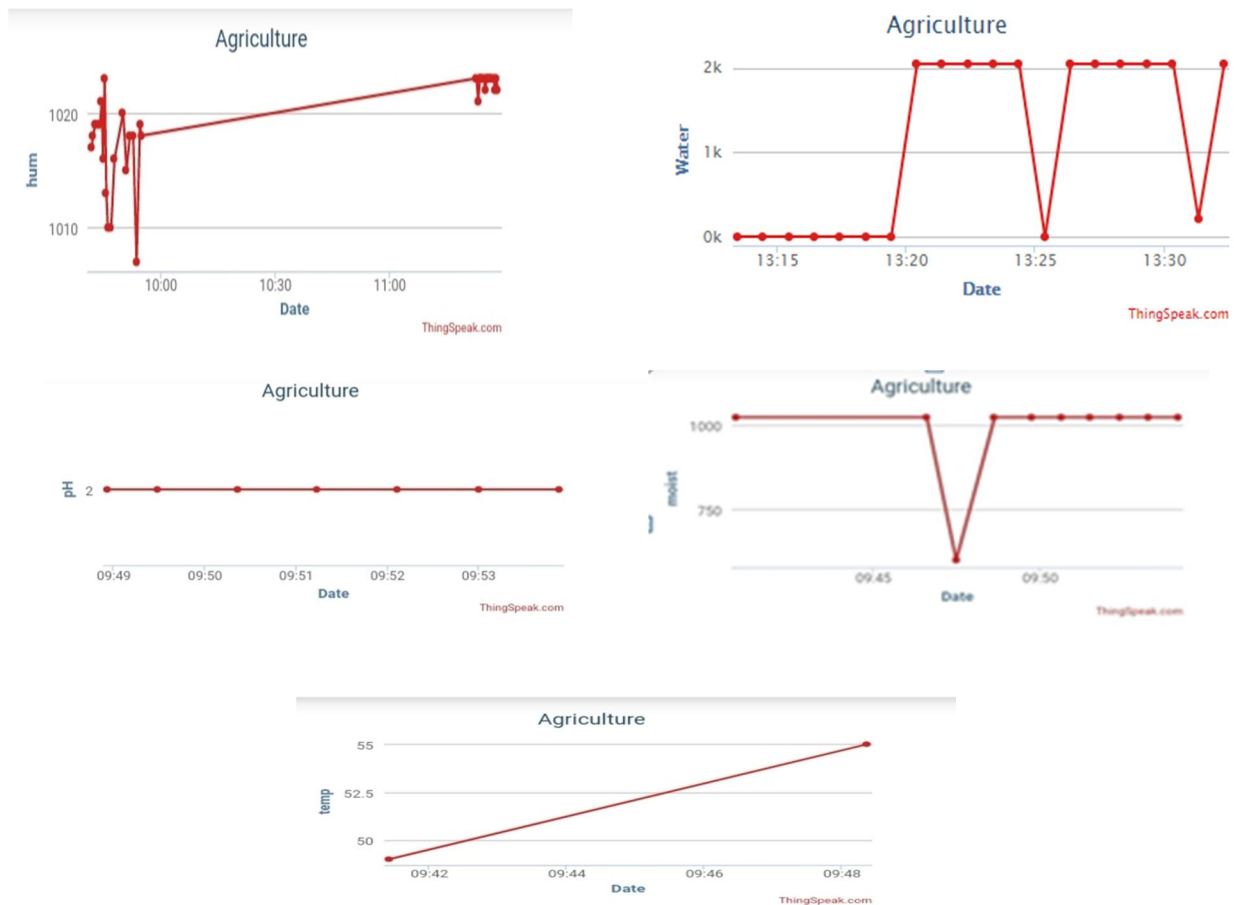 Agriculture
1020
1010
hum
10:00 10:30 11:00
Date
ThingSpeak.com
Agriculture
2k
1k
0k
Water
13:15 13:20 13:25 13:30
Date
ThingSpeak.com
Agriculture
pH
2
09:49 09:50 09:51 09:52 09:53
Date
ThingSpeak.com
Agriculture
1000
750
moist
09:45 09:50
Date
ThingSpeak.com
Agriculture
55
52.5
50
temp
09:42 09:44 09:46 09:48
Date
ThingSpeak.com